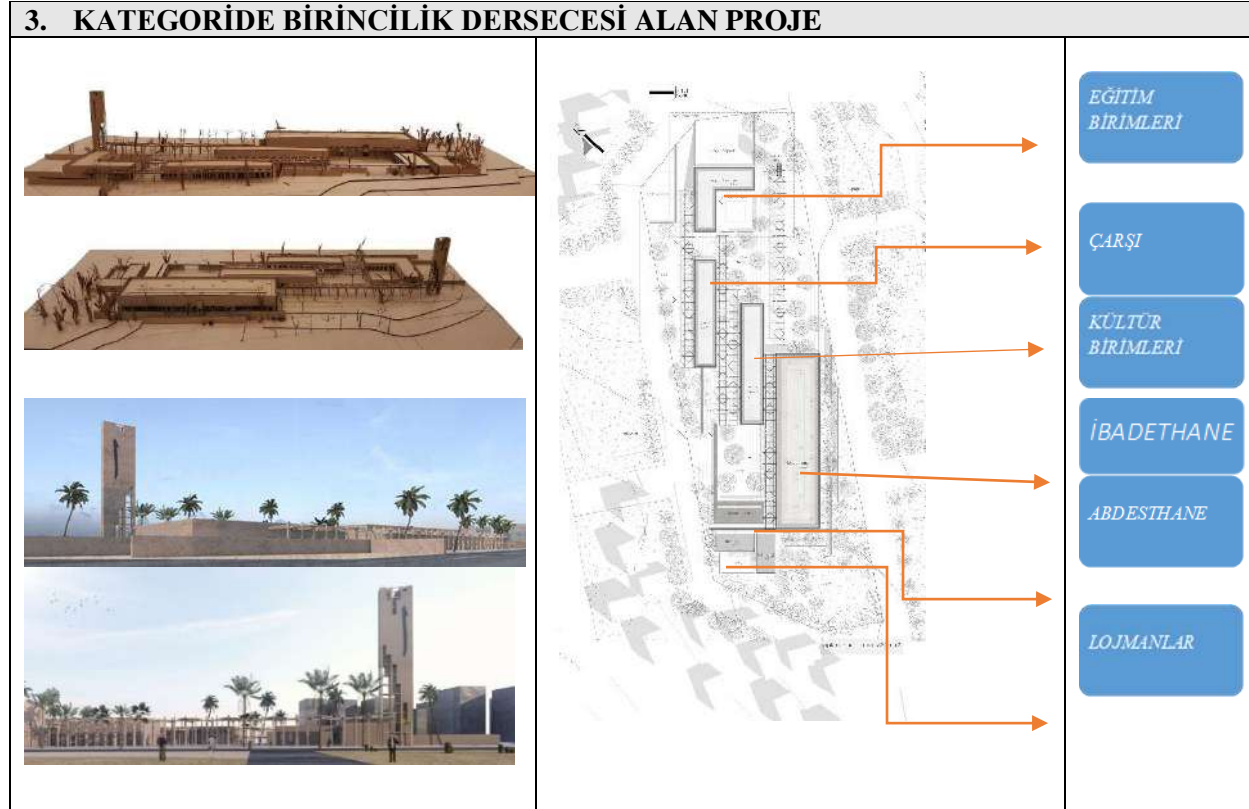 3. KATEGORİDE BİRİNCİLİK DERSECESİ ALAN PROJE
EĞİTİM
BİRİMLERİ
ÇARŞI
KÜLTÜR
BİRİMLERİ
İBADETHANE
ABDESTHANE
LOJMANLAR